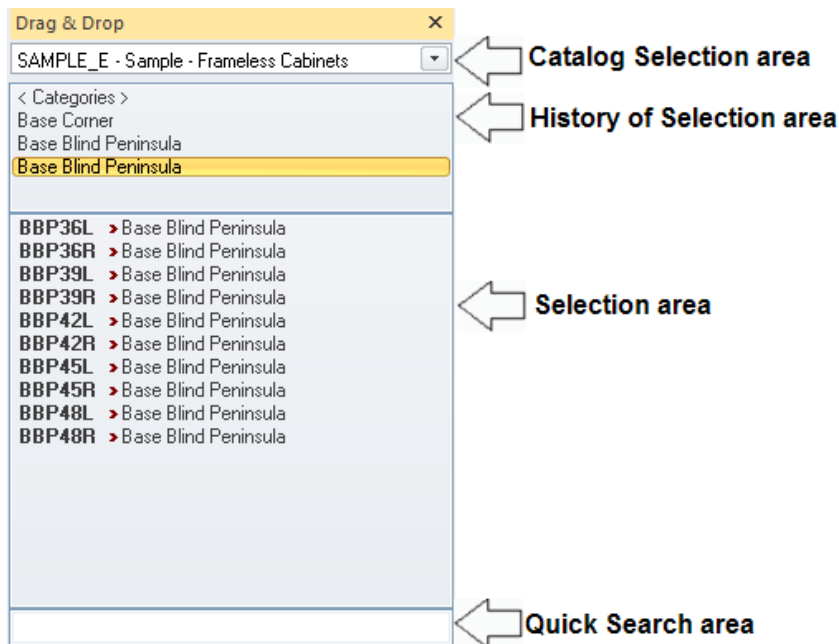 Drag & Drop
SAMPLE_E - Sample - Frameless Cabinets
Catalog Selection area
< Categories >
History of Selection area
Base Corner
Base Blind Peninsula
Base Blind Peninsula
BBP36L > Base Blind Peninsula
BBP36R > Base Blind Peninsula
BBP39L > Base Blind Peninsula
BBP39R > Base Blind Peninsula
Selection area
BBP42L > Base Blind Peninsula
BBP42R > Base Blind Peninsula
BBP45L > Base Blind Peninsula
BBP45R > Base Blind Peninsula
BBP48L > Base Blind Peninsula
BBP48R > Base Blind Peninsula
Quick Search area